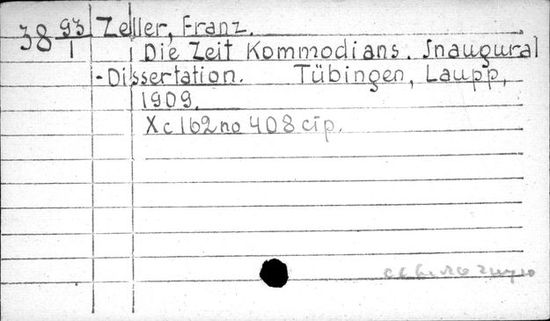 38 93/1 Zeller, Franz.
Die Zeit Kommodians. Inaugural
-Dissertation. Tübingen, Laupp,
1909.
Xc 162 no 408 cip.